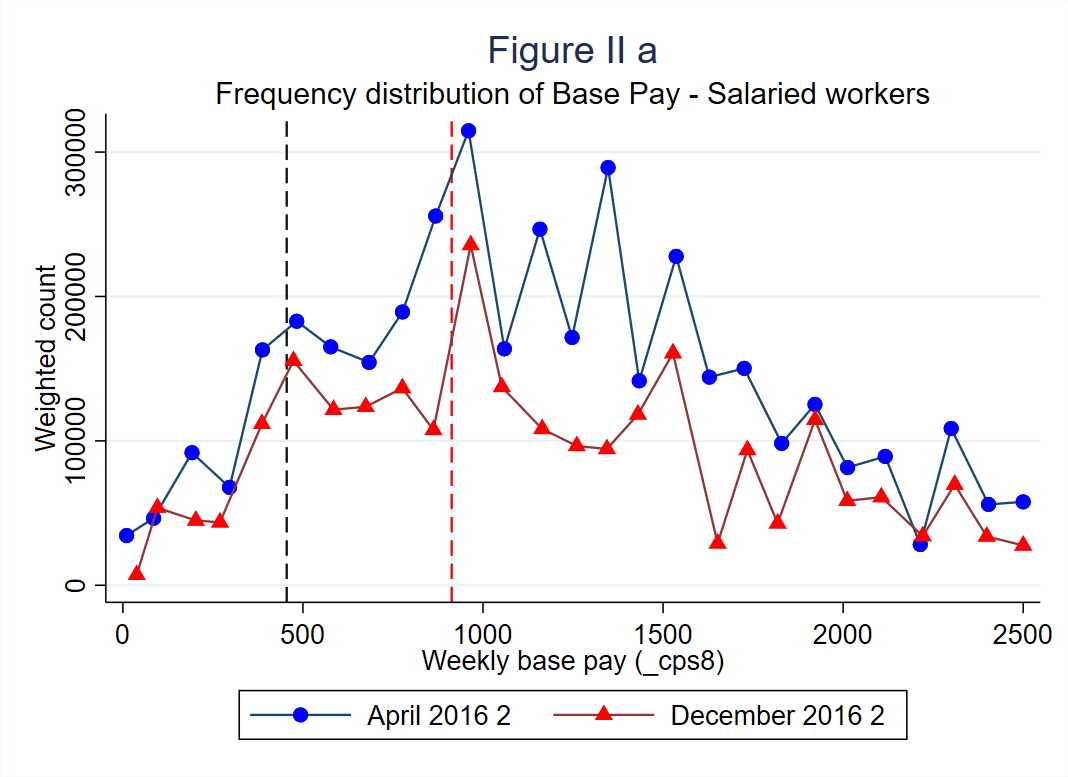 Figure II a
Frequency distribution of Base Pay - Salaried workers
Weighted count
300000
200000
100000
0
0 500 1000 1500 2000 2500
Weekly base pay (_cps8)
April 2016 2 December 2016 2